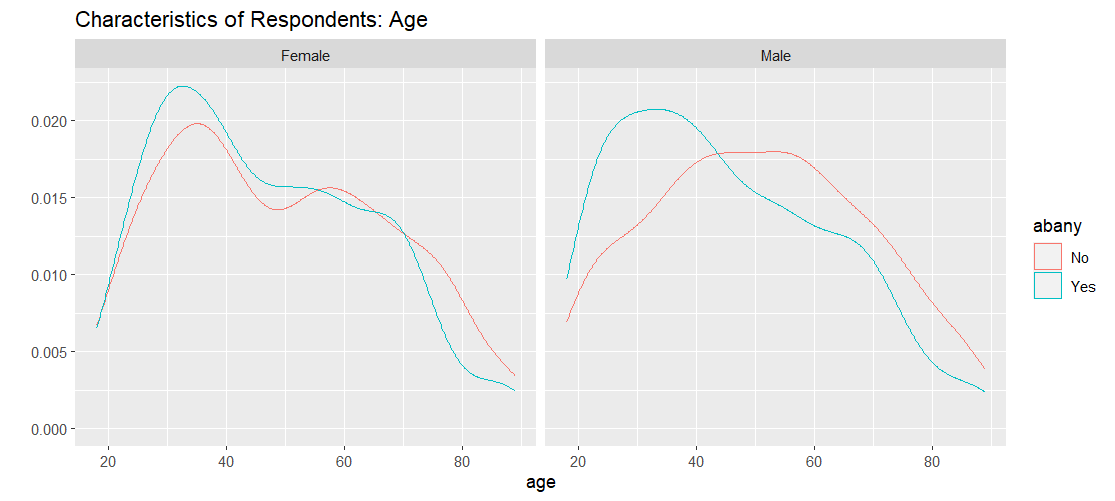 Characteristics of Respondents: Age
Female
Male
0.020
0.015
0.010
0.005
0.000
20 40 60 80
20 40 60 80
age
abany
No
Yes